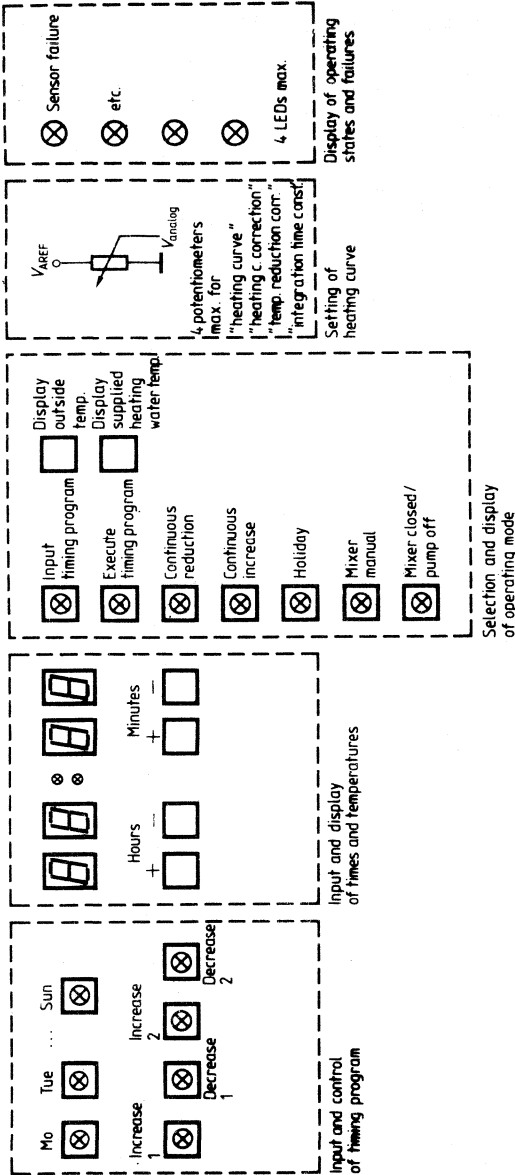 Mo Tue .... Sun
Increase
1
Increase
2
Decrease
1
Decrease
2
Input and control
of timing program
Hours
+ −
Minutes
+ −
Input and display
of times and temperatures
Input
timing program
Execute
timing program
Continuous
reduction
Continuous
increase
Holiday
Mixer
manual
Mixer closed/
pump off
Display
outside
temp.
Display
supplied
heating
water temp.
Selection and display
of operating mode
VAREF
Vanalog
4 potentiometers
max. for
"heating curve"
"heating c. correction"
"temp. reduction corr."
"integration time const."
Setting of
heating curve
Sensor failure
etc.
4 LEDs max.
Display of operating
states and failures